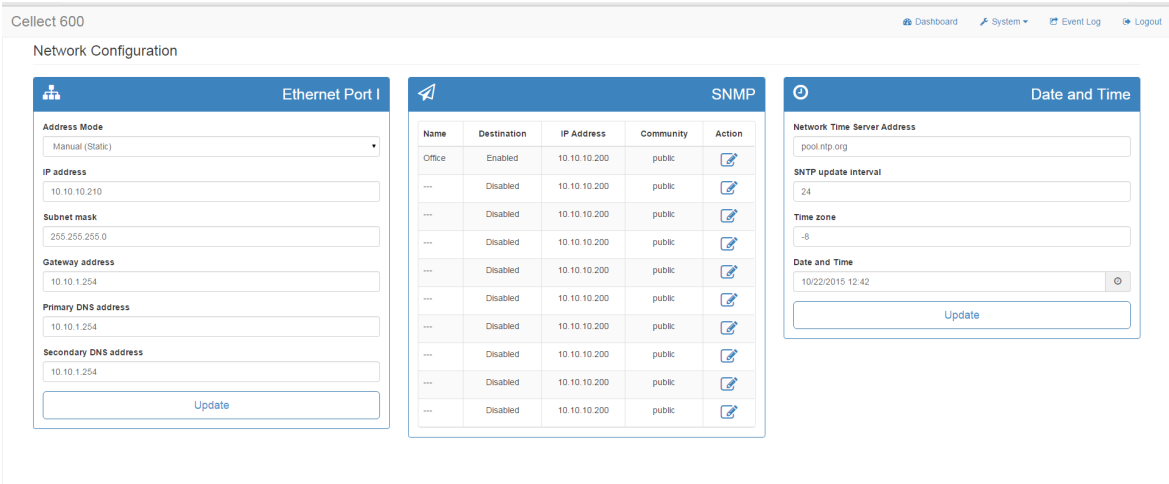 Cellect 600
Dashboard System Event Log Logout
Network Configuration
Ethernet Port I
Address Mode
Manual (Static)
IP address
10.10.10.210
Subnet mask
255.255.255.0
Gateway address
10.10.1.254
Primary DNS address
10.10.1.254
Secondary DNS address
10.10.1.254
Update
SNMP
Name Destination IP Address Community Action
Office Enabled 10.10.10.200 public
--- Disabled 10.10.10.200 public
--- Disabled 10.10.10.200 public
--- Disabled 10.10.10.200 public
--- Disabled 10.10.10.200 public
--- Disabled 10.10.10.200 public
--- Disabled 10.10.10.200 public
--- Disabled 10.10.10.200 public
--- Disabled 10.10.10.200 public
--- Disabled 10.10.10.200 public
Date and Time
Network Time Server Address
pool.ntp.org
SNTP update interval
24
Time zone
-8
Date and Time
10/22/2015 12:42
Update